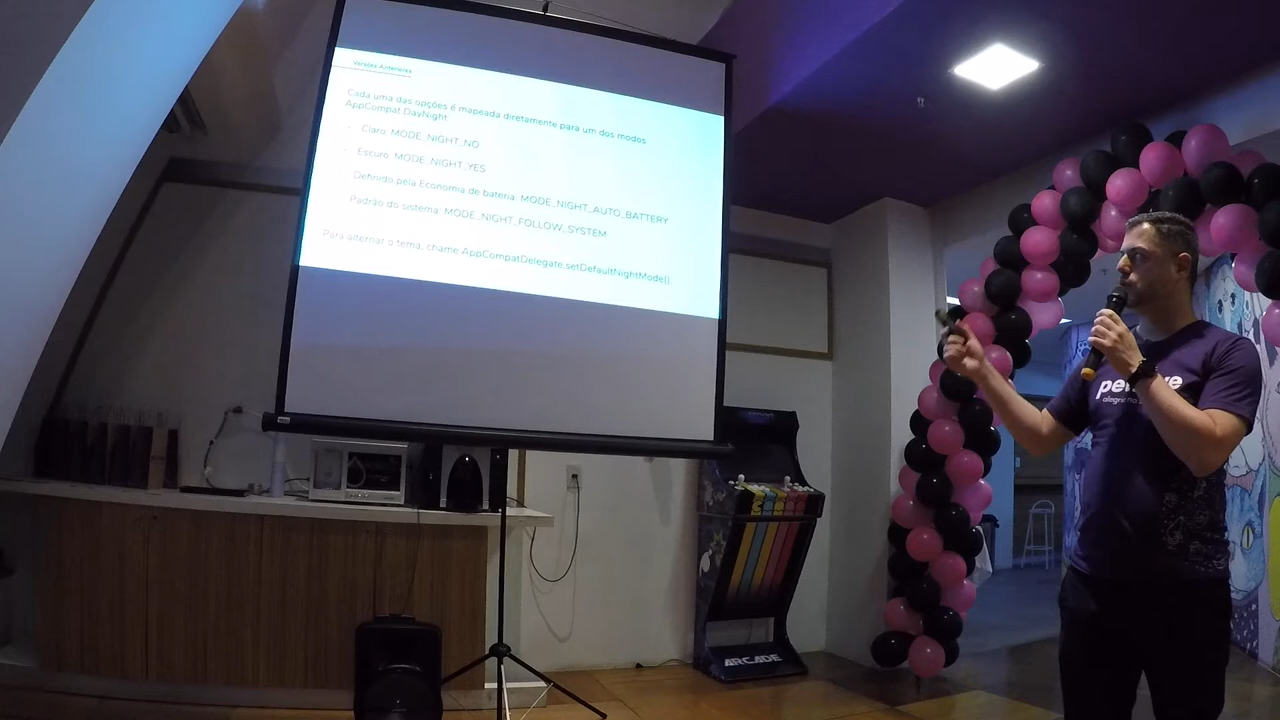 Versões Anteriores
Cada uma das opções é mapeada diretamente para um dos modos
AppCompat.DayNight:
- Claro: MODE_NIGHT_NO
- Escuro: MODE_NIGHT_YES
Definido pela Economia de bateria: MODE_NIGHT_AUTO_BATTERY
Padrão do sistema: MODE_NIGHT_FOLLOW_SYSTEM
Para alternar o tema, chame AppCompatDelegate.setDefaultNightMode()
ARCADE